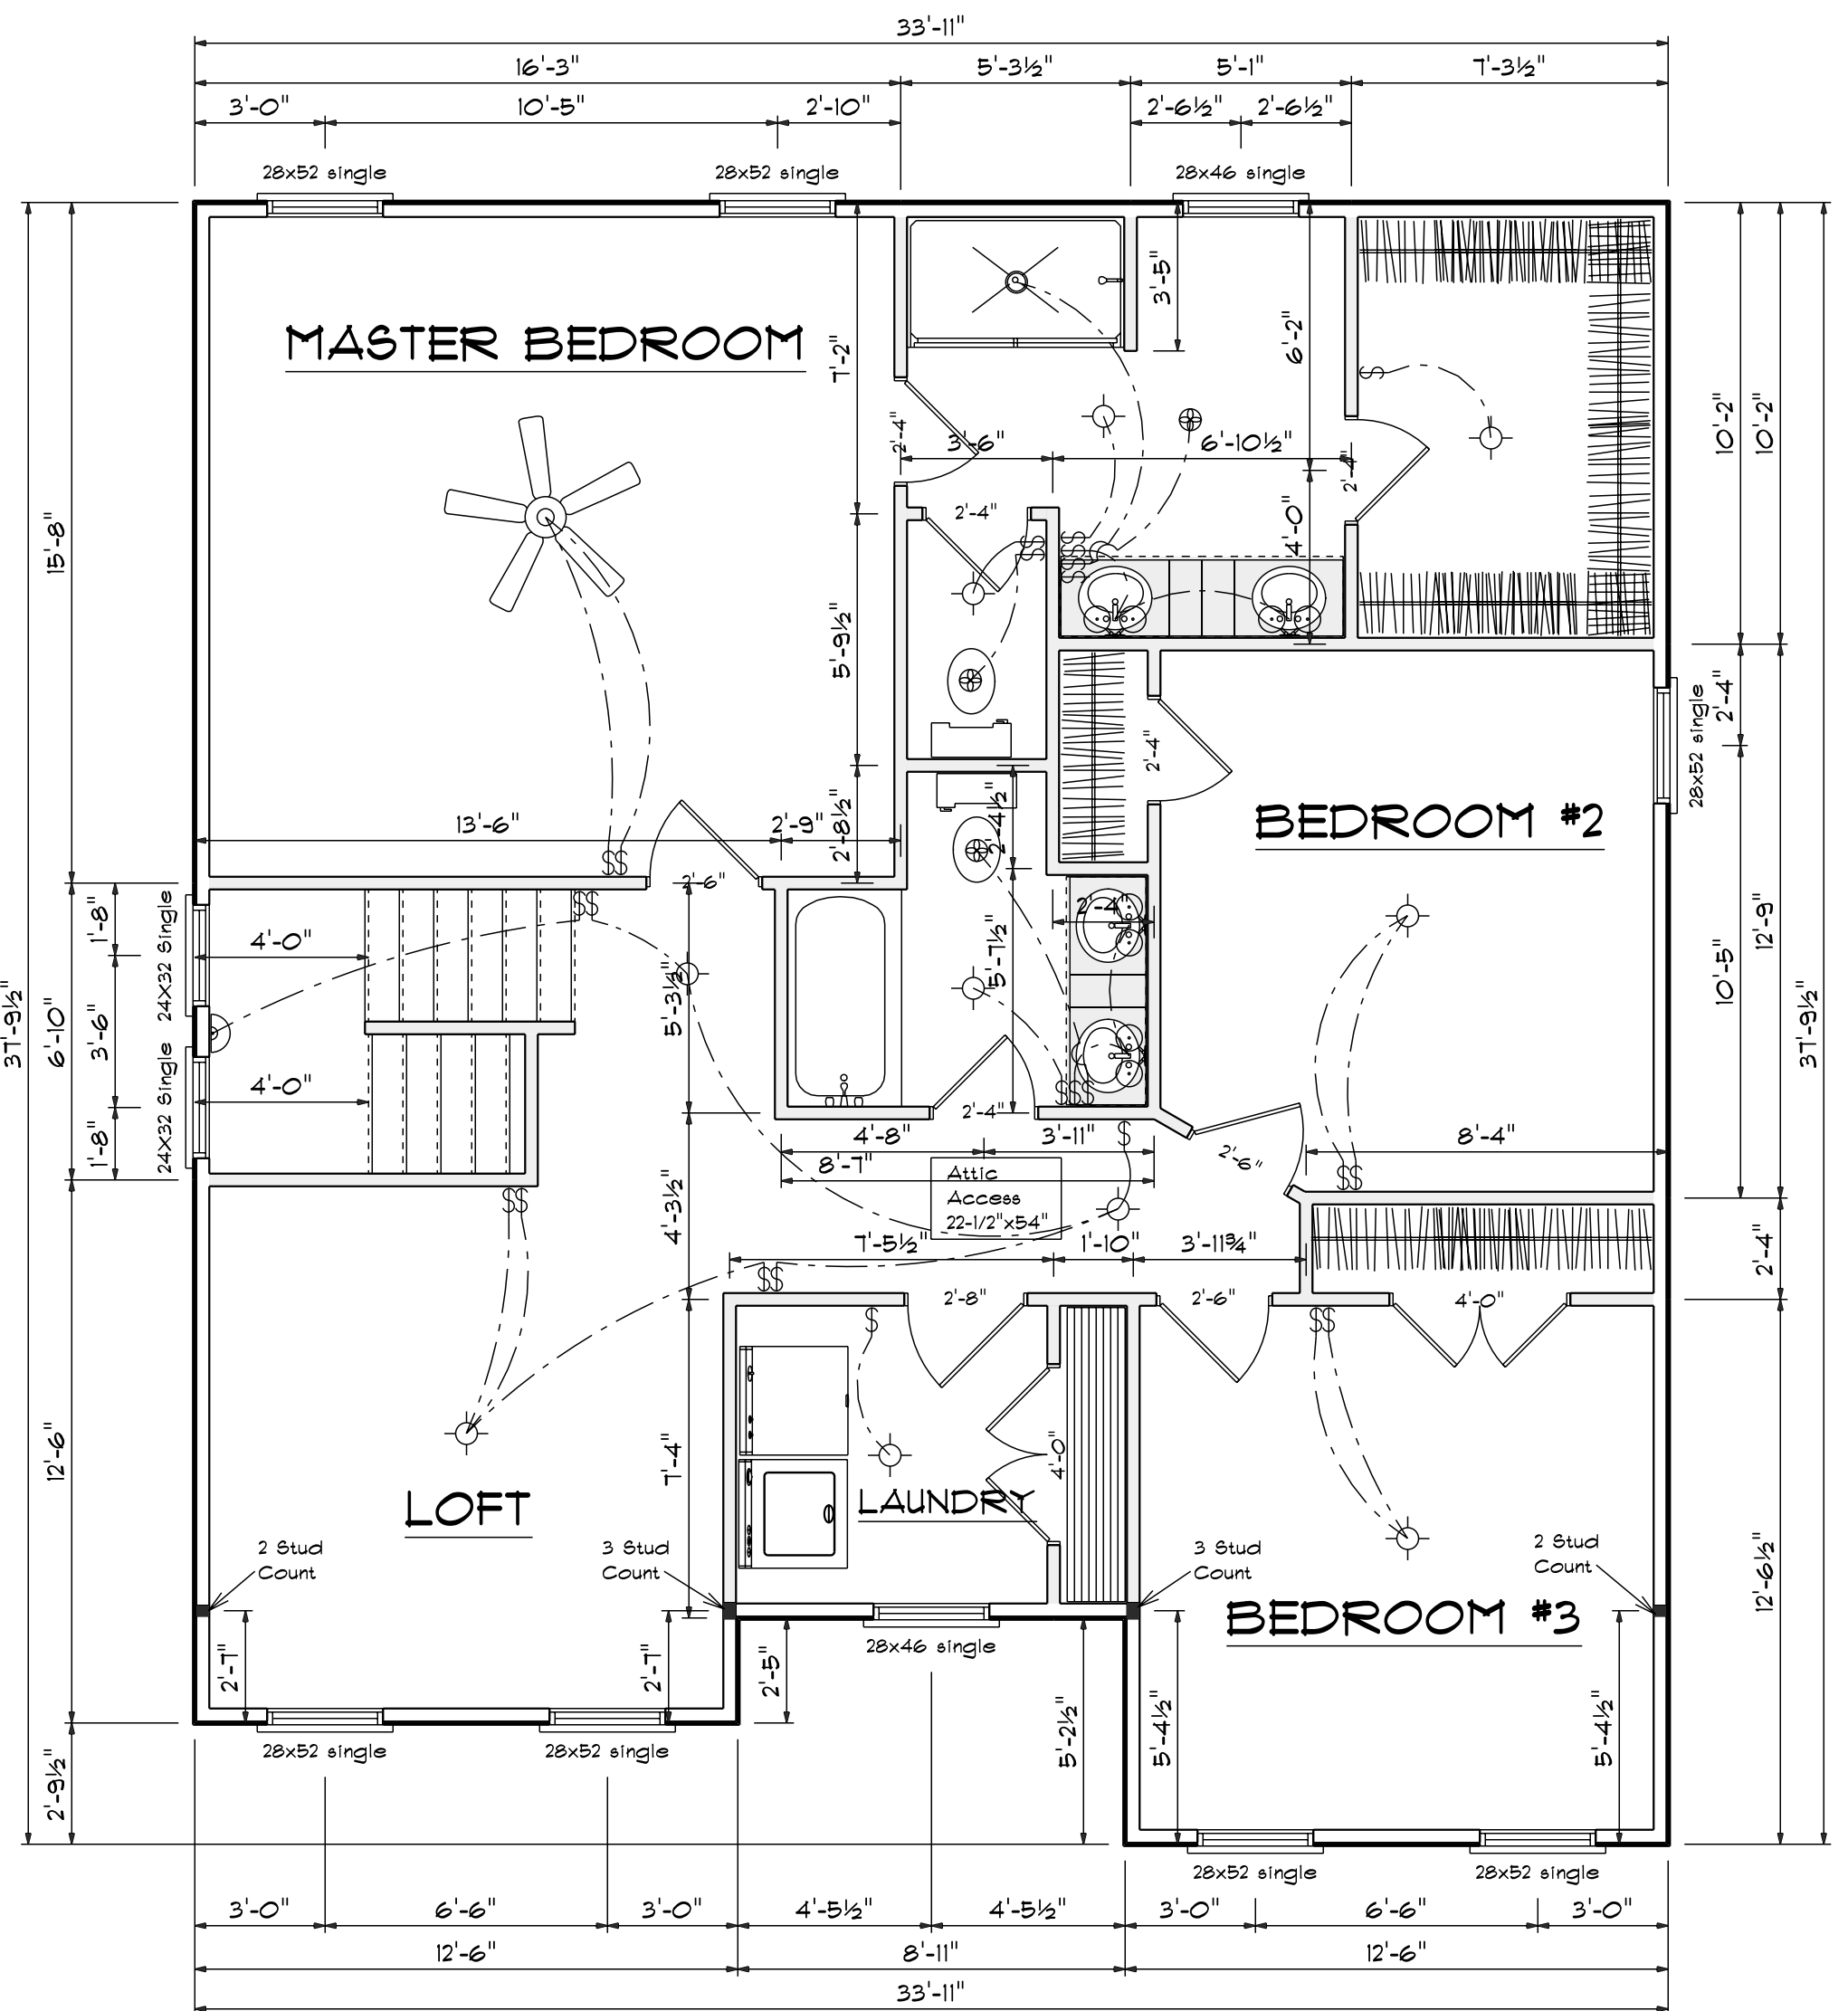 33'-11"
16'-3" 5'-3½" 5'-1" 7'-3½"
3'-0" 10'-5" 2'-10" 2'-6½" 2'-6½"
28x52 single 28x52 single 28x46 single
MASTER BEDROOM
3'-5"
6'-2"
7'-2"
2'-4"
3'-6" 6'-10½"
2'-4"
10'-2"
10'-2"
2'-4"
4'-0"
15'-8"
5'-9½"
2'-4"
28x52 single
2'-4"
BEDROOM #2
13'-6" 2'-9"
2'-8½"
2'-4½"
2'-6"
2'-4"
24X32 Single
1'-8"
4'-0"
12'-9"
10'-5"
5'-7½"
5'-3½"
37'-9½"
6'-10"
3'-6"
37'-9½"
4'-0"
24X32 Single
1'-8"
2'-4"
4'-8" 3'-11"
8'-7"
2'-6"
8'-4"
Attic
Access
22-1/2"x54"
4'-3½"
7'-5½" 1'-10" 3'-11¾"
2'-4"
2'-8" 2'-6" 4'-0"
12'-6"
7'-4"
4'-0"
LOFT
LAUNDRY
2 Stud
Count
3 Stud
Count
3 Stud
Count
2 Stud
Count
12'-6½"
BEDROOM #3
2'-7"
2'-7"
2'-5"
28x46 single
5'-2½"
5'-4½"
5'-4½"
28x52 single 28x52 single
2'-9½"
28x52 single 28x52 single
3'-0" 6'-6" 3'-0" 4'-5½" 4'-5½" 3'-0" 6'-6" 3'-0"
12'-6" 8'-11" 12'-6"
33'-11"